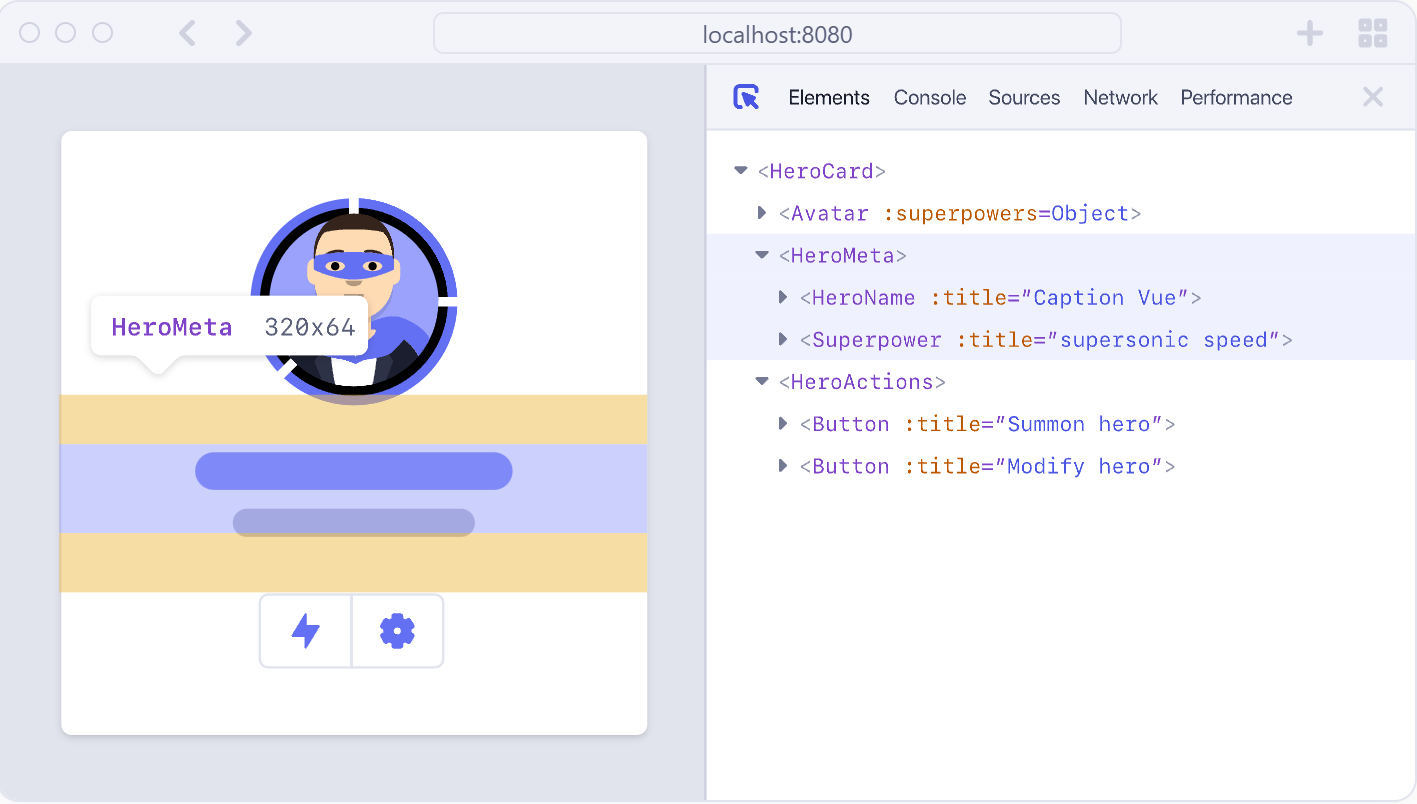 localhost:8080
Elements Console Sources Network Performance
HeroMeta 320x64
<HeroCard>
<Avatar :superpowers=Object>
<HeroMeta>
<HeroName :title="Caption Vue">
<Superpower :title="supersonic speed">
<HeroActions>
<Button :title="Summon hero">
<Button :title="Modify hero">